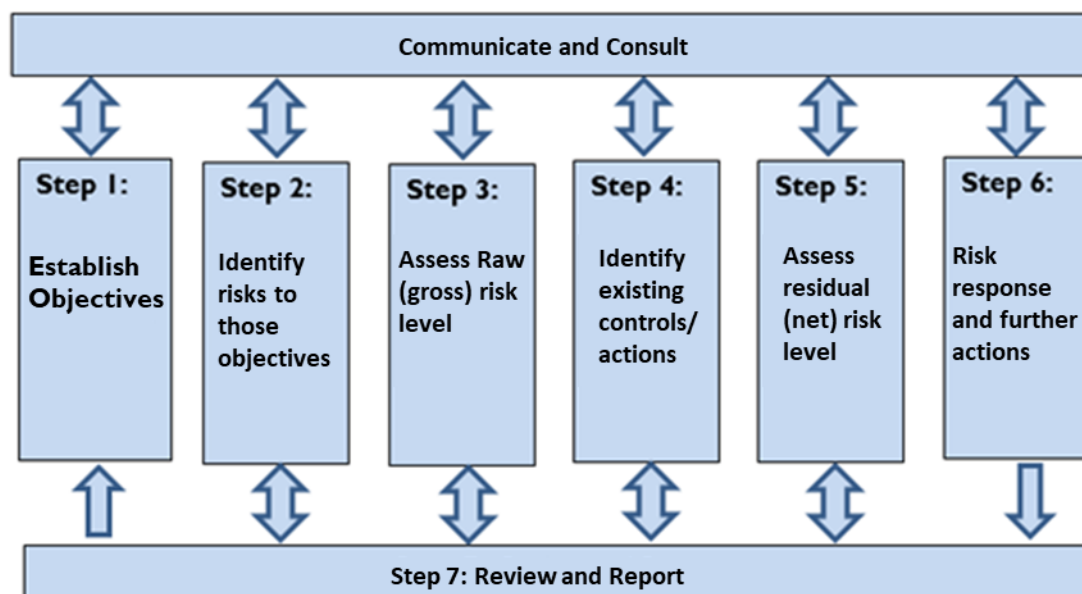 Communicate and Consult
Step 1:
Establish
Objectives
Step 2:
Identify
risks to
those
objectives
Step 3:
Assess Raw
(gross) risk
level
Step 4:
Identify
existing
controls/
actions
Step 5:
Assess
residual
(net) risk
level
Step 6:
Risk
response
and further
actions
Step 7: Review and Report